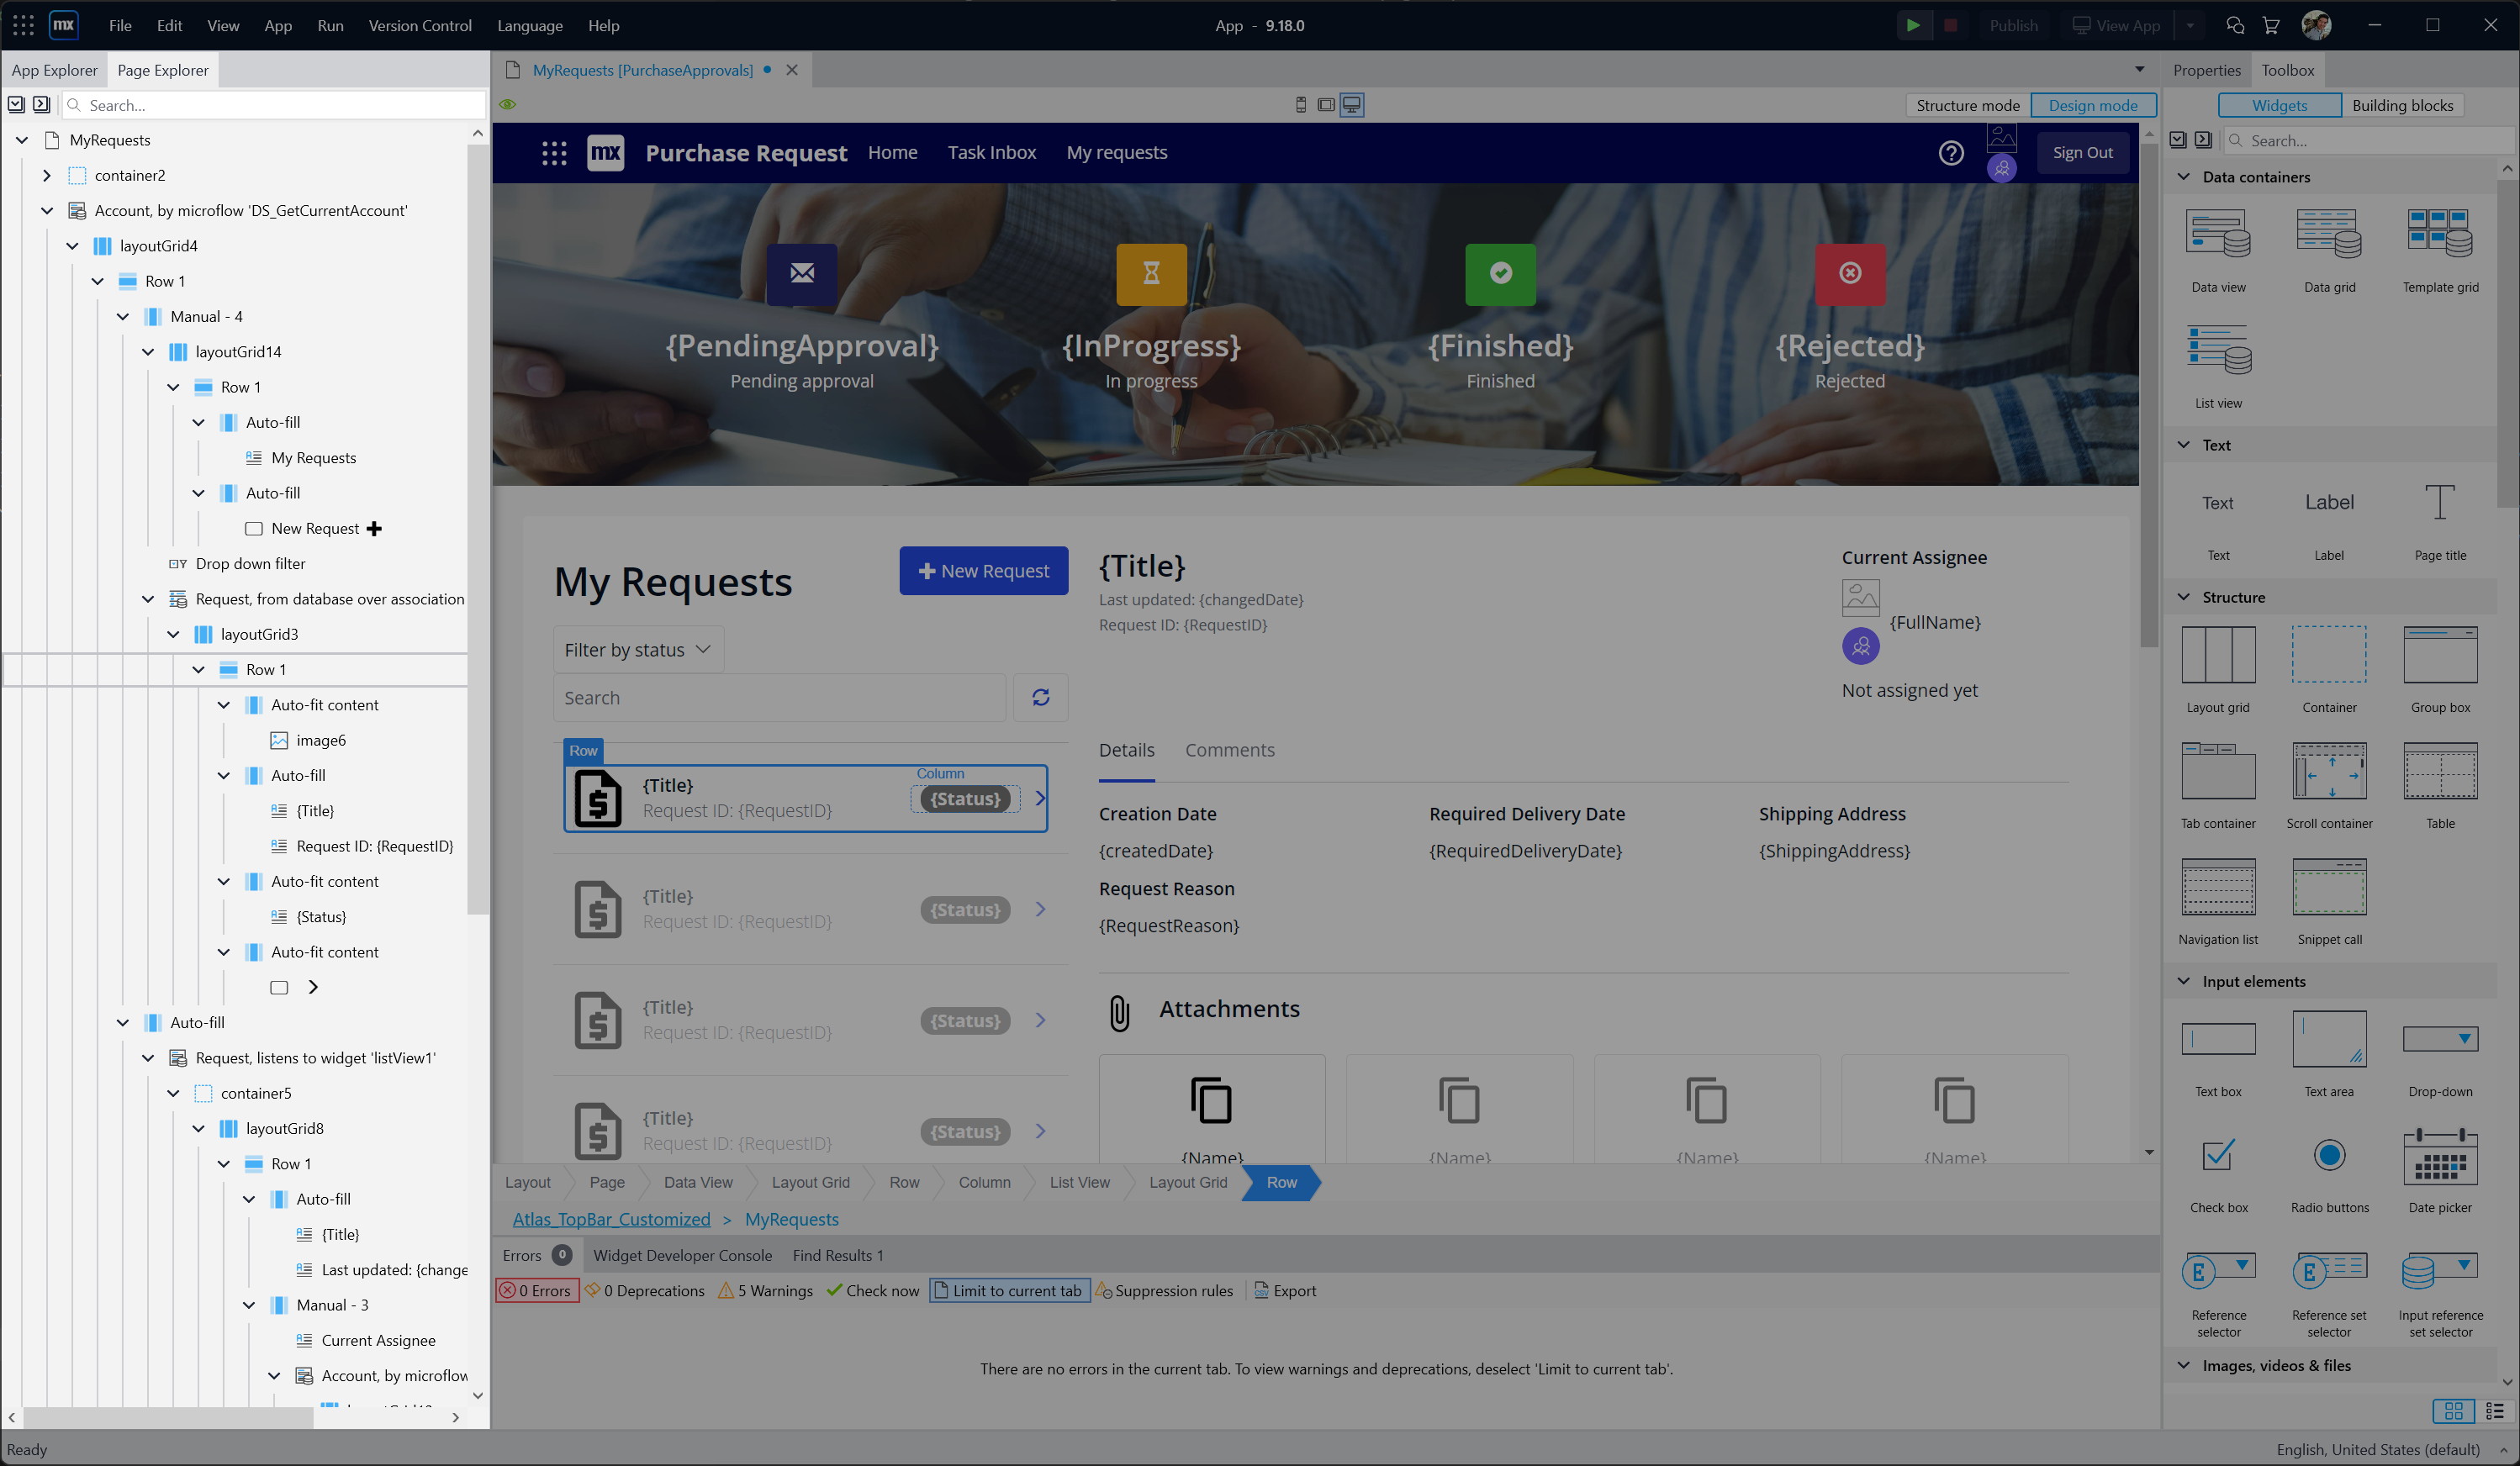 mx File Edit View App Run Version Control Language Help
App - 9.18.0
Publish View App
App Explorer Page Explorer
Search...
MyRequests
container2
Account, by microflow 'DS_GetCurrentAccount'
layoutGrid4
Row 1
Manual - 4
layoutGrid14
Row 1
Auto-fill
My Requests
Auto-fill
New Request
Drop down filter
Request, from database over association
layoutGrid3
Row 1
Auto-fit content
image6
Auto-fill
{Title}
Request ID: {RequestID}
Auto-fit content
{Status}
Auto-fit content
Auto-fill
Request, listens to widget 'listView1'
container5
layoutGrid8
Row 1
Auto-fill
{Title}
Last updated: {change
Manual - 3
Current Assignee
Account, by microflow
MyRequests [PurchaseApprovals]
Structure mode Design mode
mx Purchase Request Home Task Inbox My requests
Sign Out
{PendingApproval} {InProgress} {Finished} {Rejected}
Pending approval In progress Finished Rejected
My Requests
New Request
Filter by status
Search
Row
{Title}
Request ID: {RequestID}
Column
{Status}
{Title}
Request ID: {RequestID}
{Status}
{Title}
Request ID: {RequestID}
{Status}
{Title}
Request ID: {RequestID}
{Status}
{Title}
Last updated: {changedDate}
Request ID: {RequestID}
Current Assignee
{FullName}
Not assigned yet
Details Comments
Creation Date Required Delivery Date Shipping Address
{createdDate} {RequiredDeliveryDate} {ShippingAddress}
Request Reason
{RequestReason}
Attachments
{Name} {Name} {Name} {Name}
Layout Page Data View Layout Grid Row Column List View Layout Grid Row
Atlas_TopBar_Customized > MyRequests
Errors 0 Widget Developer Console Find Results 1
0 Errors 0 Deprecations 5 Warnings Check now Limit to current tab Suppression rules Export
There are no errors in the current tab. To view warnings and deprecations, deselect 'Limit to current tab'.
Properties Toolbox
Widgets Building blocks
Search...
Data containers
Data view Data grid Template grid
List view
Text
Text Label
Text Label Page title
Structure
Layout grid Container Group box
Tab container Scroll container Table
Navigation list Snippet call
Input elements
Text box Text area Drop-down
Check box Radio buttons Date picker
E E
Reference selector
Reference set selector
Input reference set selector
Images, videos & files
Ready
English, United States (default)